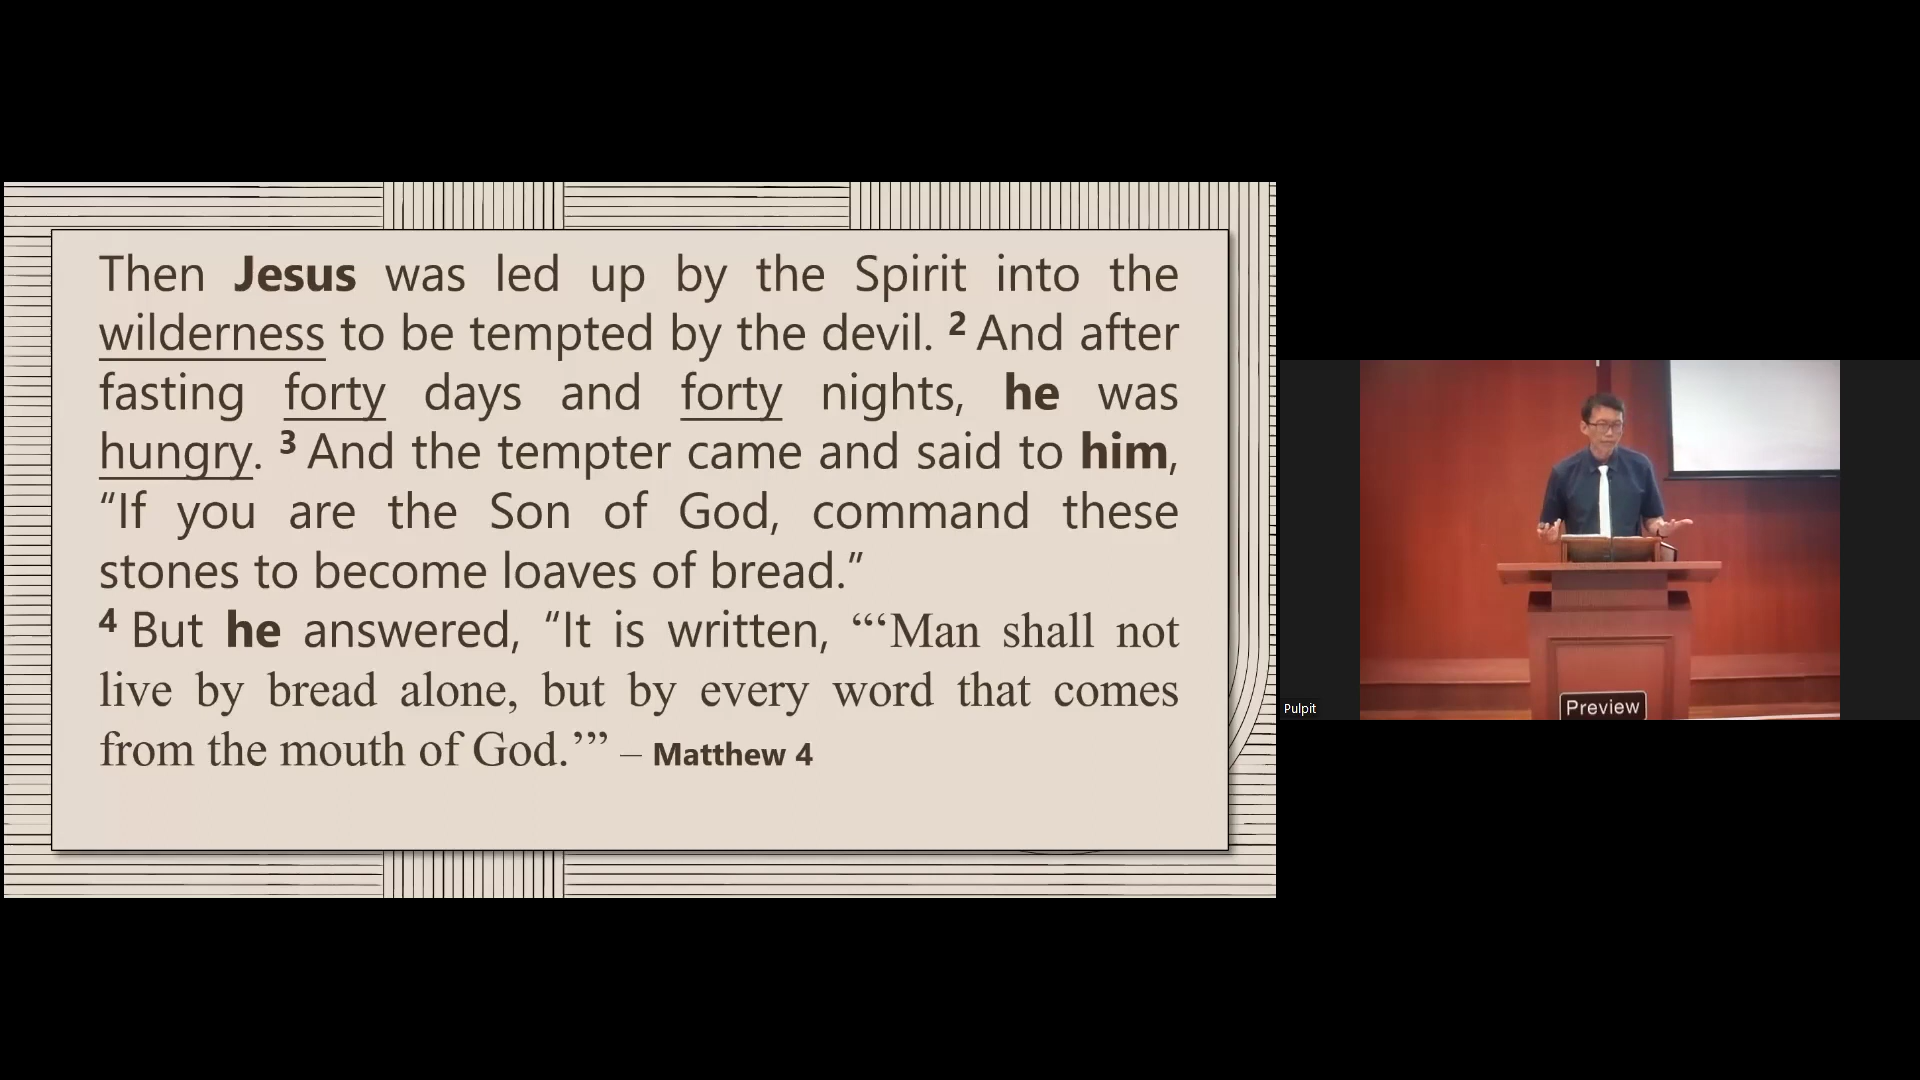 Then Jesus was led up by the Spirit into the
wilderness to be tempted by the devil. 2 And after
fasting forty days and forty nights, he was
hungry. 3 And the tempter came and said to him,
“If you are the Son of God, command these
stones to become loaves of bread.”
4 But he answered, “It is written, “‘Man shall not
live by bread alone, but by every word that comes
from the mouth of God.’” – Matthew 4
Pulpit
Preview